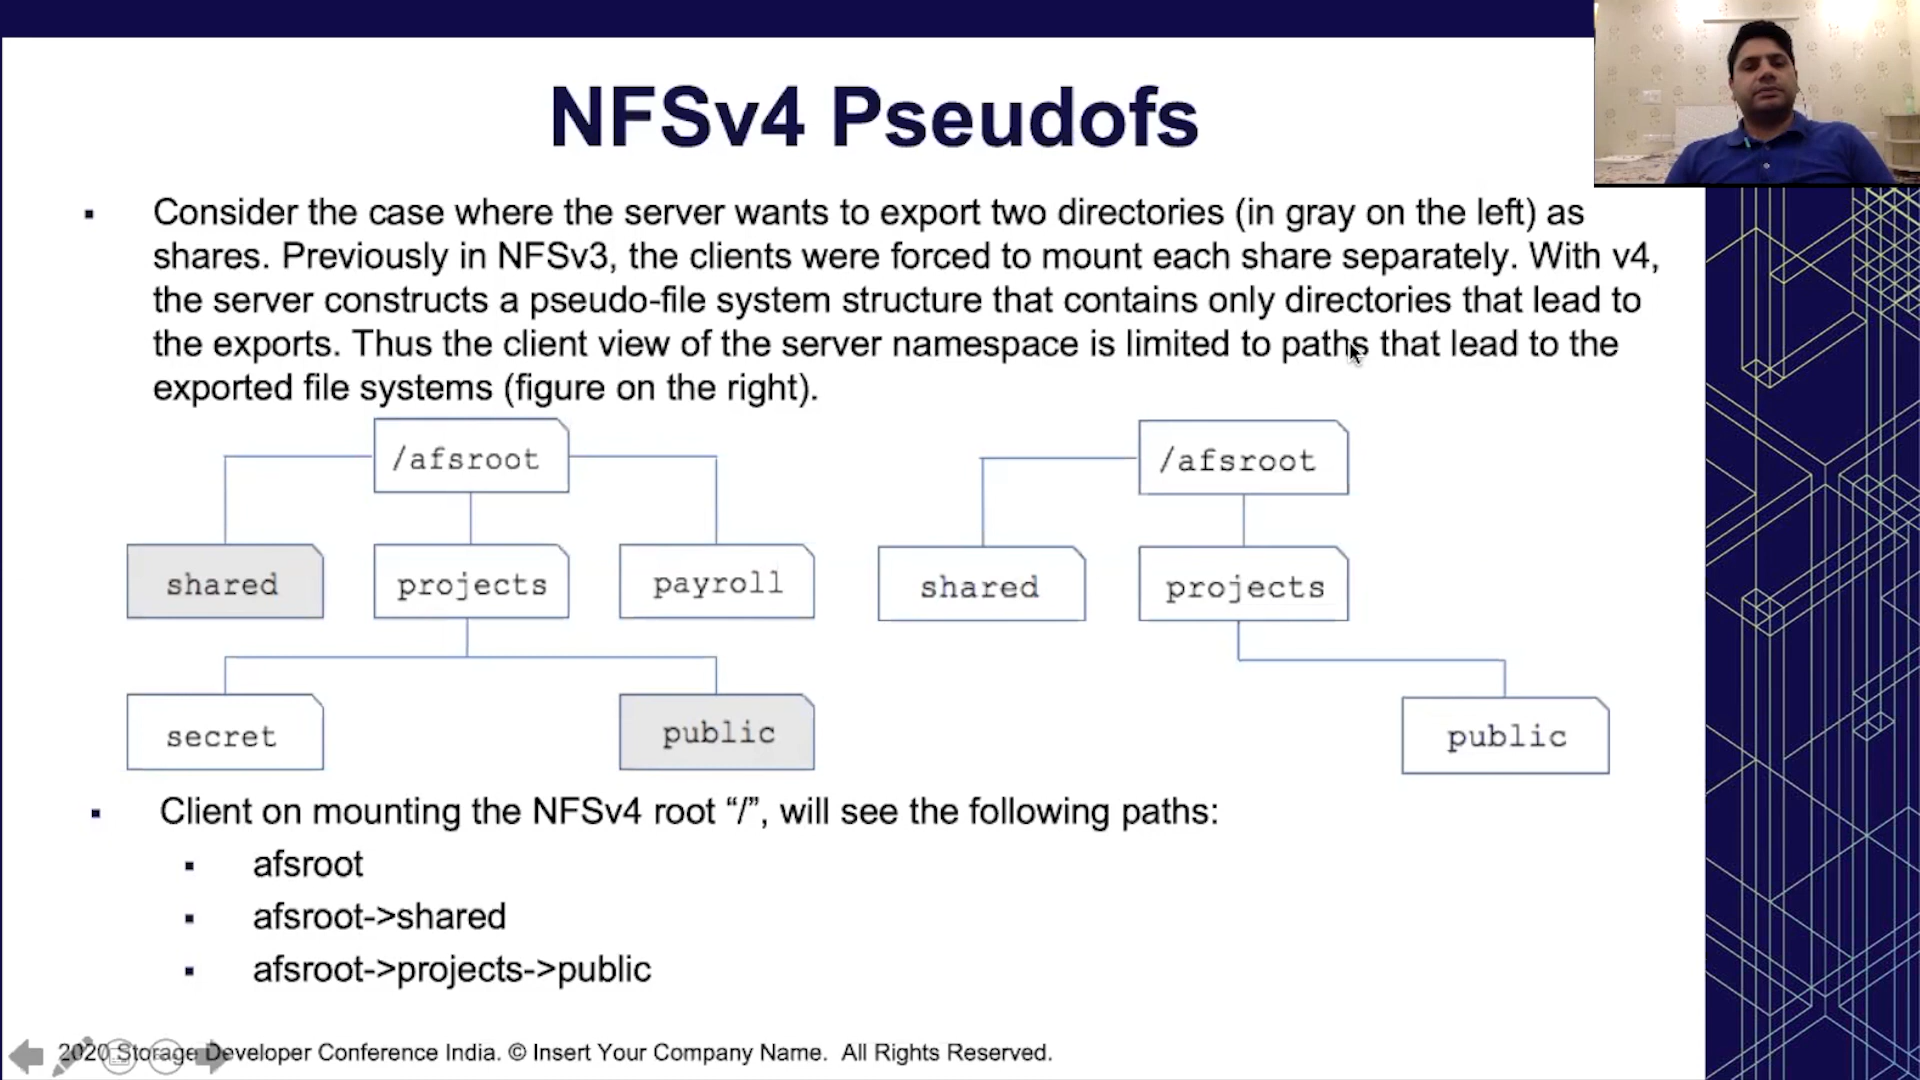 NFSv4 Pseudofs
▪ Consider the case where the server wants to export two directories (in gray on the left) as
shares. Previously in NFSv3, the clients were forced to mount each share separately. With v4,
the server constructs a pseudo-file system structure that contains only directories that lead to
the exports. Thus the client view of the server namespace is limited to paths that lead to the
exported file systems (figure on the right).
/afsroot
shared
projects
payroll
secret
public
/afsroot
shared
projects
public
▪ Client on mounting the NFSv4 root “/”, will see the following paths:
▪ afsroot
▪ afsroot->shared
▪ afsroot->projects->public
2020 Storage Developer Conference India. © Insert Your Company Name. All Rights Reserved.